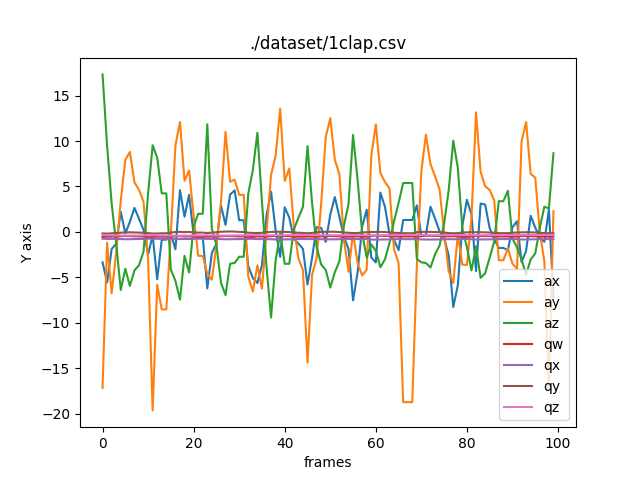 ./dataset/1clap.csv
Y axis
15
10
5
0
−5
−10
−15
−20
0 20 40 60 80 100
frames
ax
ay
az
qw
qx
qy
qz